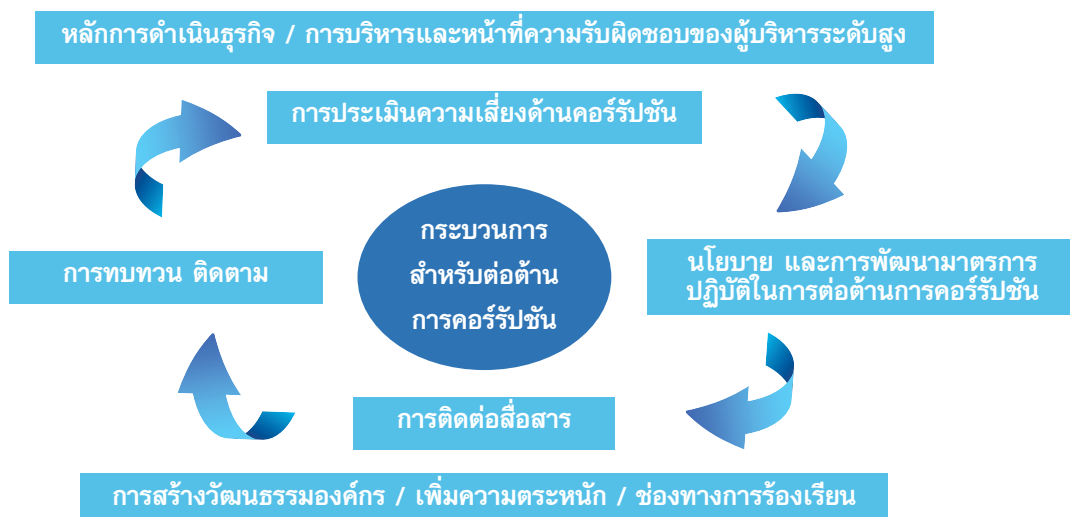 หลักการดำเนินธุรกิจ / การบริหารและหน้าที่ความรับผิดชอบของผู้บริหารระดับสูง
การประเมินความเสี่ยงด้านคอร์รัปชัน
กระบวนการ
สำหรับต่อต้าน
การคอร์รัปชัน
การทบทวน ติดตาม
นโยบาย และการพัฒนามาตรการ
ปฏิบัติในการต่อต้านการคอร์รัปชัน
การติดต่อสื่อสาร
การสร้างวัฒนธรรมองค์กร / เพิ่มความตระหนัก / ช่องทางการร้องเรียน